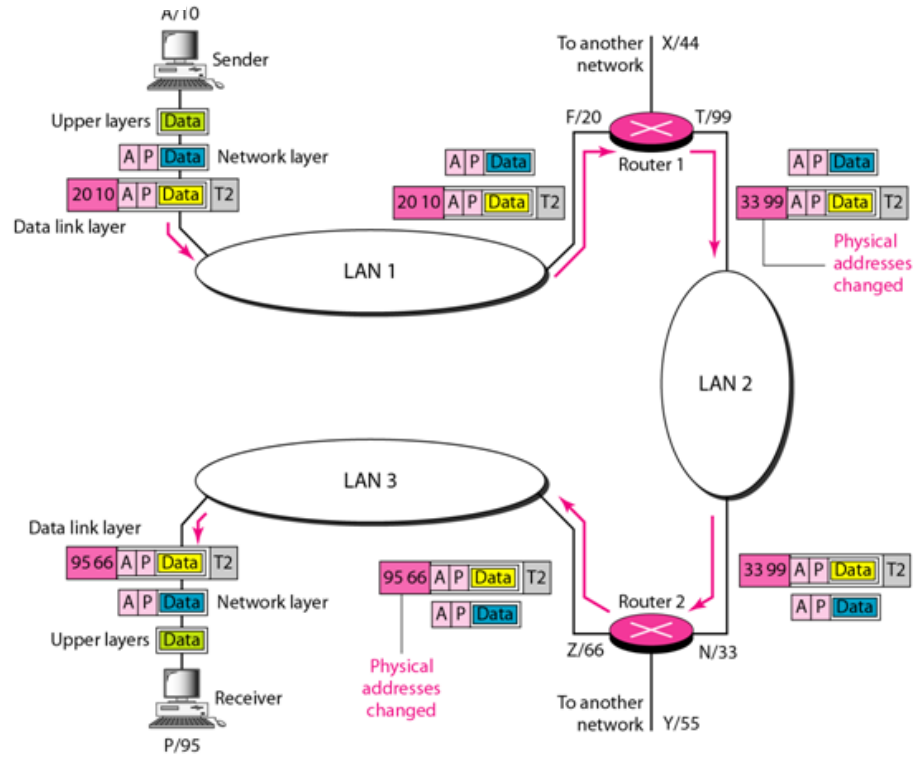 A/10
Sender
To another
network
X/44
Upper layers
Data
F/20
T/99
A P Data
Network layer
Router 1
A P Data
A P Data
20 10 A P Data T2
20 10 A P Data T2
33 99 A P Data T2
Data link layer
Physical
addresses
changed
LAN 1
LAN 2
LAN 3
Data link layer
95 66 A P Data T2
95 66 A P Data T2
33 99 A P Data T2
A P Data
Network layer
A P Data
Router 2
A P Data
Upper layers
Data
Z/66
N/33
Physical
addresses
changed
Receiver
To another
network
Y/55
P/95